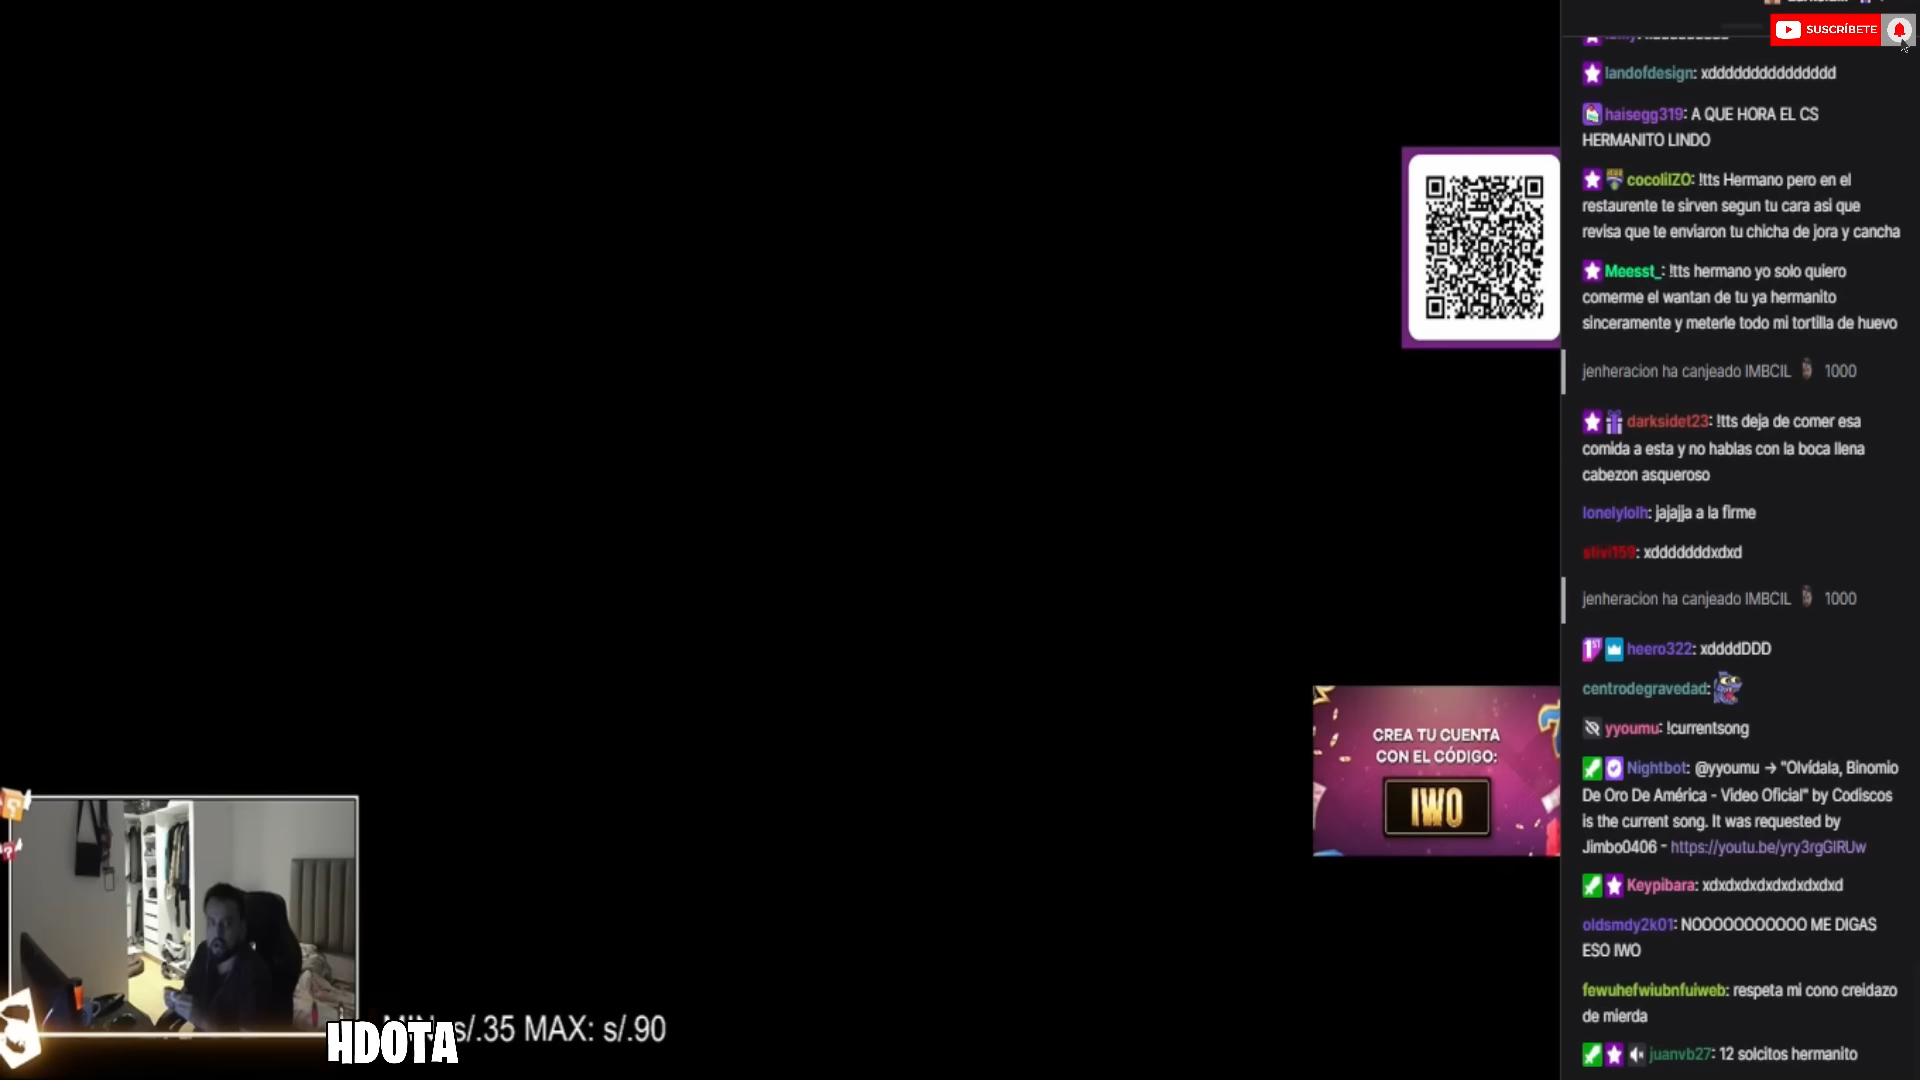 SUSCRÍBETE
landofdesign: xddddddddddddddd
haisegg319: A QUE HORA EL CS
HERMANITO LINDO
cocolilZO: !tts Hermano pero en el
restaurente te sirven segun tu cara asi que
revisa que te enviaron tu chicha de jora y cancha
Meesst_: !tts hermano yo solo quiero
comerme el wantan de tu ya hermanito
sinceramente y meterle todo mi tortilla de huevo
jenheracion ha canjeado IMBCIL 1000
darksidet23: !tts deja de comer esa
comida a esta y no hablas con la boca llena
cabezon asqueroso
lonelylolh: jajajja a la firme
stivi159: xdddddddxdxd
jenheracion ha canjeado IMBCIL 1000
heero322: xddddDDD
centrodegravedad:
yyoumu: !currentsong
Nightbot: @yyoumu → "Olvídala, Binomio
De Oro De América - Video Oficial" by Codiscos
is the current song. It was requested by
Jimbo0406 - https://youtu.be/yry3rgGlRUw
Keypibara: xdxdxdxdxdxdxdxdxd
oldsmdy2k01: NOOOOOOOOOOO ME DIGAS
ESO IWO
fewuhefwiubnfuiweb: respeta mi cono creidazo
de mierda
juanvb27: 12 solcitos hermanito
CREA TU CUENTA
CON EL CÓDIGO:
IWO
s/.35 MAX: s/.90
HDOTA